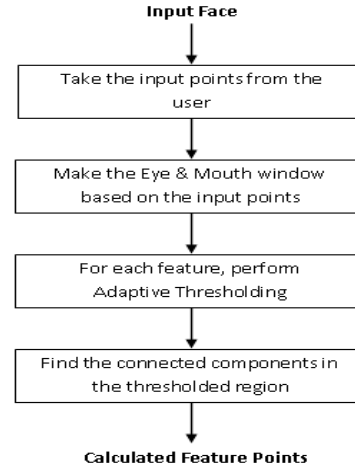 Input Face
Take the input points from the
user
Make the Eye & Mouth window
based on the input points
For each feature, perform
Adaptive Thresholding
Find the connected components in
the thresholded region
Calculated Feature Points